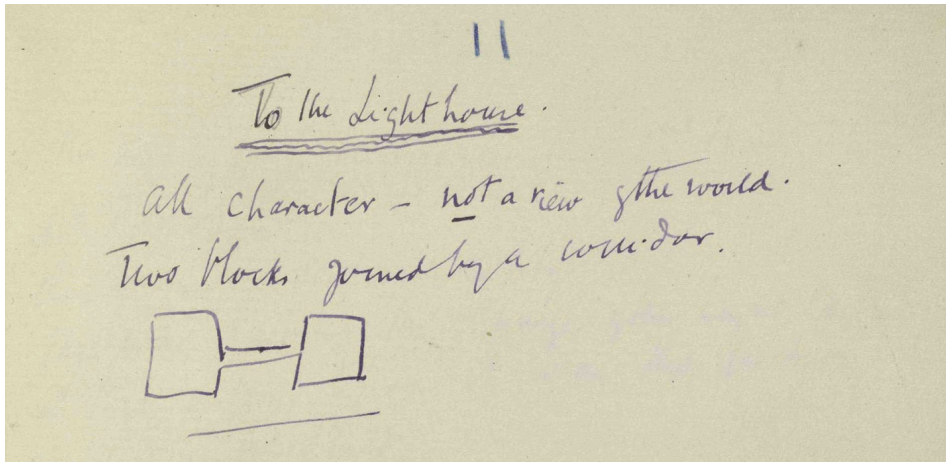 11
To the Lighthouse.
All character - not a view of the world.
Two blocks joined by a corridor.